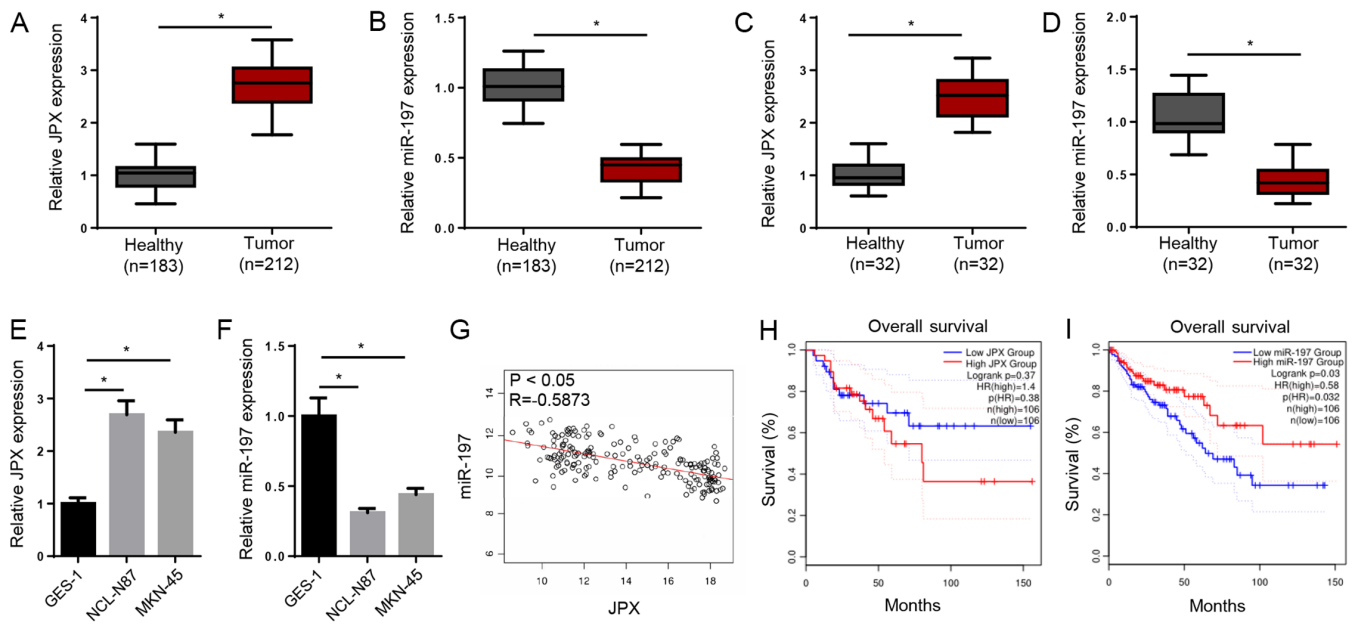 A
Relative JPX expression
4
3
2
1
0
*
Healthy
(n=183)
Tumor
(n=212)
B
Relative miR-197 expression
1.5
1.0
0.5
0.0
*
Healthy
(n=183)
Tumor
(n=212)
C
Relative JPX expression
4
3
2
1
0
*
Healthy
(n=32)
Tumor
(n=32)
D
Relative miR-197 expression
2.0
1.5
1.0
0.5
0.0
*
Healthy
(n=32)
Tumor
(n=32)
E
Relative JPX expression
4
3
2
1
0
*
*
GES-1
NCL-N87
MKN-45
F
Relative miR-197 expression
1.5
1.0
0.5
0.0
*
*
GES-1
NCL-N87
MKN-45
G
P < 0.05
R=-0.5873
miR-197
14
12
10
8
6
10 12 14 16 18
JPX
H
Overall survival
Low JPX Group
High JPX Group
Logrank p=0.37
HR(high)=1.4
p(HR)=0.38
n(high)=106
n(low)=106
Survival (%)
1.0
0.8
0.6
0.4
0.2
0.0
0 50 100 150
Months
I
Overall survival
Low miR-197 Group
High miR-197 Group
Logrank p=0.03
HR(high)=0.58
p(HR)=0.032
n(high)=106
n(low)=106
Survival (%)
1.0
0.8
0.6
0.4
0.2
0.0
0 50 100 150
Months